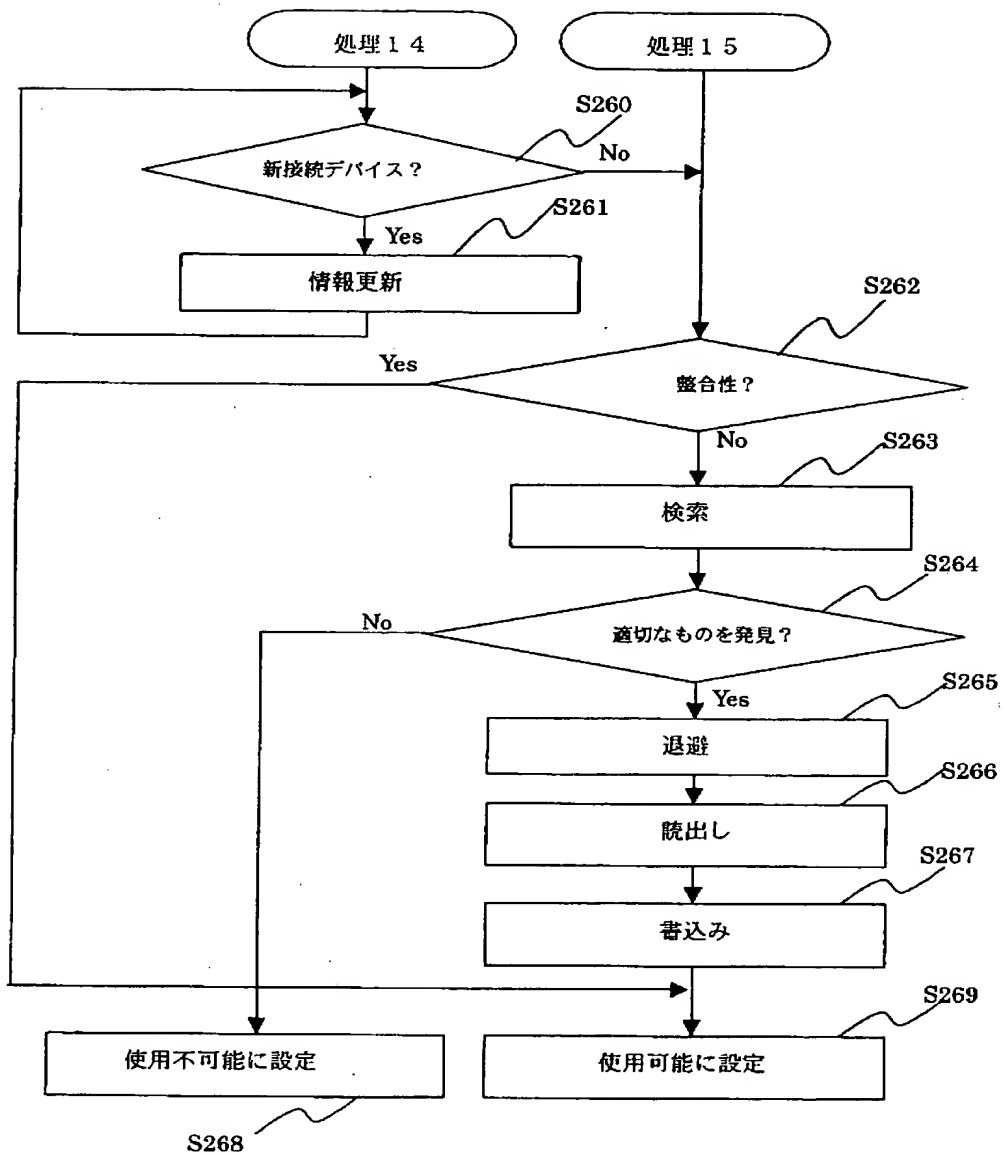 処理１４
処理１５
S260
新接続デバイス？
No
S261
Yes
情報更新
S262
Yes
整合性？
No
S263
検索
S264
No
適切なものを発見？
Yes
S265
退避
S266
読出し
S267
書込み
S269
使用不可能に設定
使用可能に設定
S268